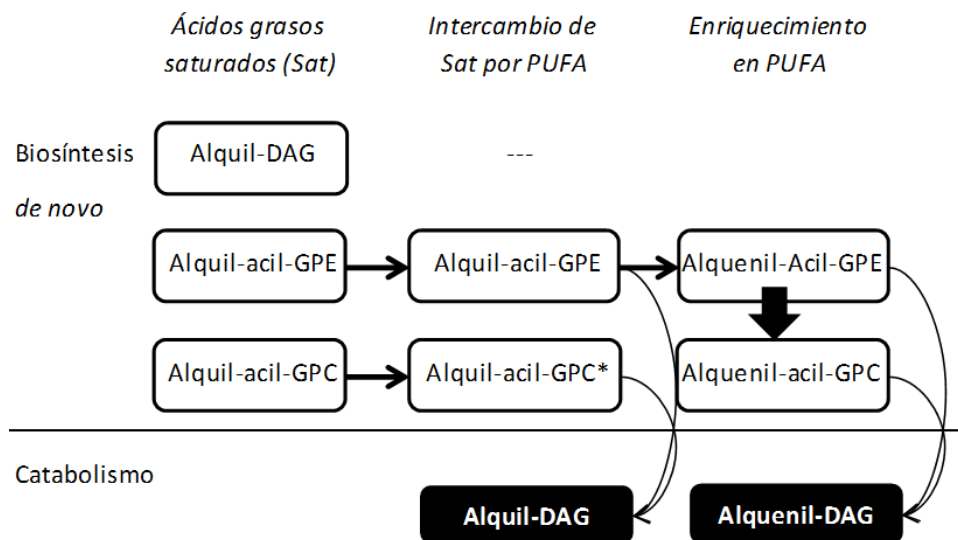 Ácidos grasos
saturados (Sat)
Intercambio de
Sat por PUFA
Enriquecimiento
en PUFA
Biosíntesis
de novo
Alquil-DAG
---
Alquil-acil-GPE
Alquil-acil-GPE
Alquenil-Acil-GPE
Alquil-acil-GPC
Alquil-acil-GPC*
Alquenil-acil-GPC
Catabolismo
Alquil-DAG
Alquenil-DAG